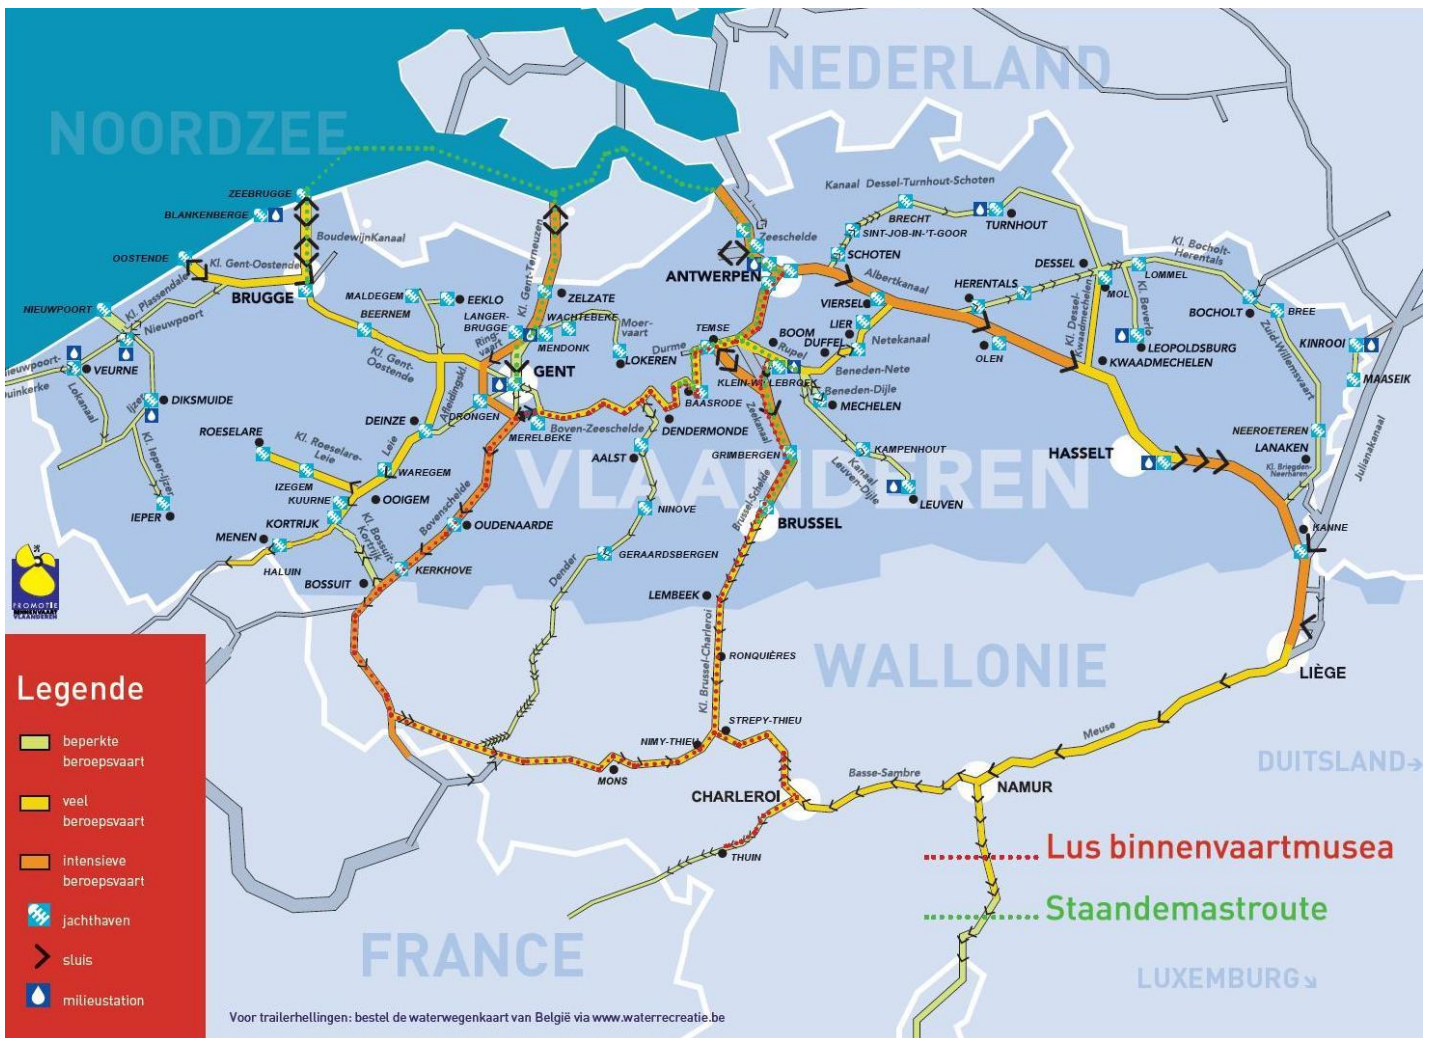 NEDERLAND
NOORDZEE
Kanaal Dessel-Turnhout-Schoten
ZEEBRUGGE
BLANKENBERGE
BRECHT
TURNHOUT
SINT-JOB-IN-'T-GOOR
BoudewijnKanaal
Zeeschelde
Kl. Bocholt-
Herentals
OOSTENDE
Kl. Gent-Oostende
Kl. Gent-Terneuzen
SCHOTEN
DESSEL
LOMMEL
ANTWERPEN
Albertkanaal
Kl. Plassendale
BRUGGE
MALDEGEM
EEKLO
ZELZATE
HERENTALS
MOL
Kl. Beverlo
NIEUWPOORT
Nieuwpoort
BEERNEM
LANGER-
BRUGGE
WACHTEBEKE
VIERSEL
BOCHOLT
BREE
Moer-
vaart
TEMSE
BOOM
LIER
DUFFEL
Netekanaal
Kl. Dessel-
Kwaadmechelen
Ring-
vaart
MENDONK
Durme
Rupel
OLEN
LEOPOLDSBURG
KINROOI
Nieuwpoort-
Duinkerke
VEURNE
Kl. Gent-
Oostende
LOKEREN
KWAADMECHELEN
Zuid-Willemsvaart
GENT
Beneden-Nete
MAASEIK
Lokanaal
Ijzer
DIKSMUIDE
Afleidingskl.
KLEIN-WILLEBROEK
Beneden-Dijle
BAASRODE
MECHELEN
DRONGEN
DEINZE
MERELBEKE
Boven-Zeeschelde
DENDERMONDE
Zeekanaal
ROESELARE
Kl. Roeselare-
Leie
Leie
NEEROETEREN
Kl. Ieper-Ijzer
AALST
GRIMBERGEN
KAMPENHOUT
HASSELT
LANAKEN
Julianakanaal
WAREGEM
VLAANDEREN
Kanaal
Leuven-Dijle
Kl. Briegden-
Neerharen
IZEGEM
KUURNE
OOIGEM
Bovenschelde
Brussel-Schelde
IEPER
KORTRIJK
OUDENAARDE
NINOVE
BRUSSEL
LEUVEN
KANNE
MENEN
Kl. Bossuit-
Kortrijk
HALUIN
GERAARDSBERGEN
BOSSUIT
KERKHOVE
Dender
LEMBEEK
PROMOTIE
BINNENVAART
VLAANDEREN
Kl. Brussel-Charleroi
RONQUIÈRES
WALLONIE
LIÈGE
Legende
STREPY-THIEU
Meuse
beperkte
beroepsvaart
NIMY-THIEU
DUITSLAND
MONS
Basse-Sambre
NAMUR
CHARLEROI
veel
beroepsvaart
THUIN
Lus binnenvaartmusea
intensieve
beroepsvaart
Staandemastroute
jachthaven
FRANCE
sluis
LUXEMBURG
milieustation
Voor trailerhellingen: bestel de waterwegenkaart van België via www.waterrecreatie.be